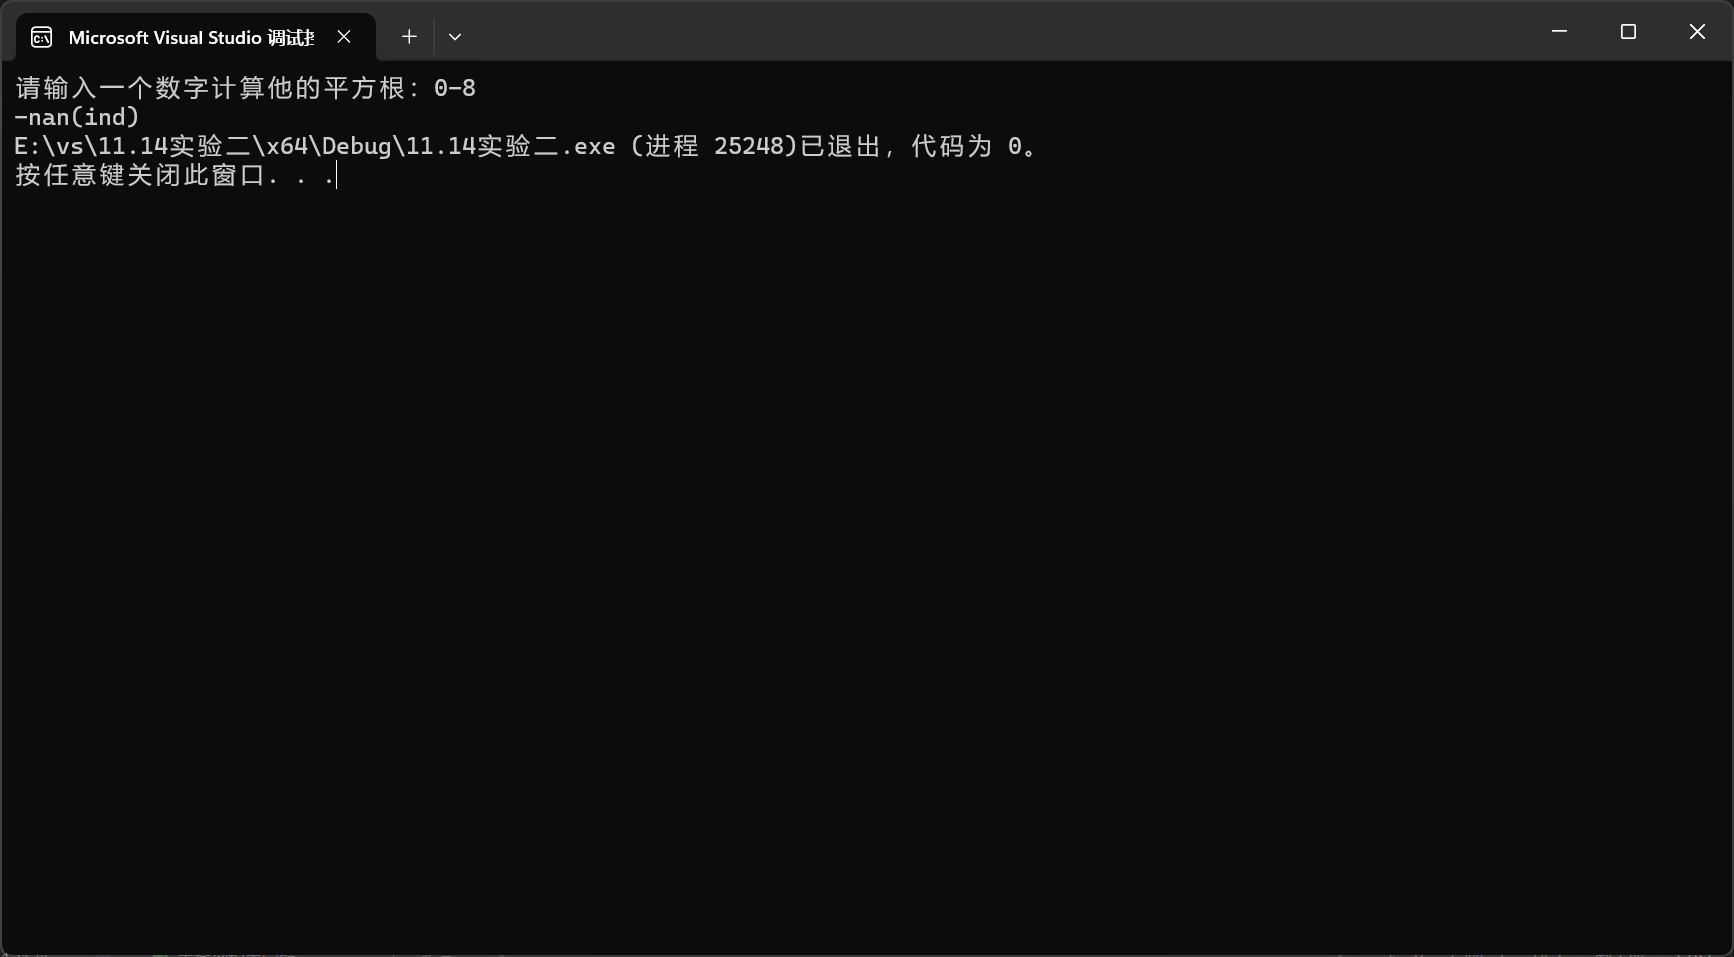 Microsoft Visual Studio 调试
请输入一个数字计算他的平方根：0-8
-nan(ind)
E:\vs\11.14实验二\x64\Debug\11.14实验二.exe (进程 25248)已退出，代码为 0。
按任意键关闭此窗口. . .